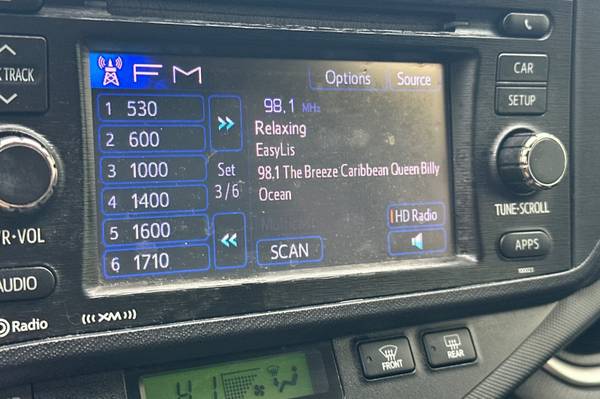 K TRACK
R•VOL
AUDIO
Radio
((( XM )))
FM
Options
Source
1 530
2 600
3 1000
4 1400
5 1600
6 1710
Set
3/6
98.1 MHz
Relaxing
EasyLis
98.1 The Breeze Caribbean Queen Billy
Ocean
HD Radio
SCAN
CAR
SETUP
TUNE•SCROLL
APPS
100023
FRONT
REAR